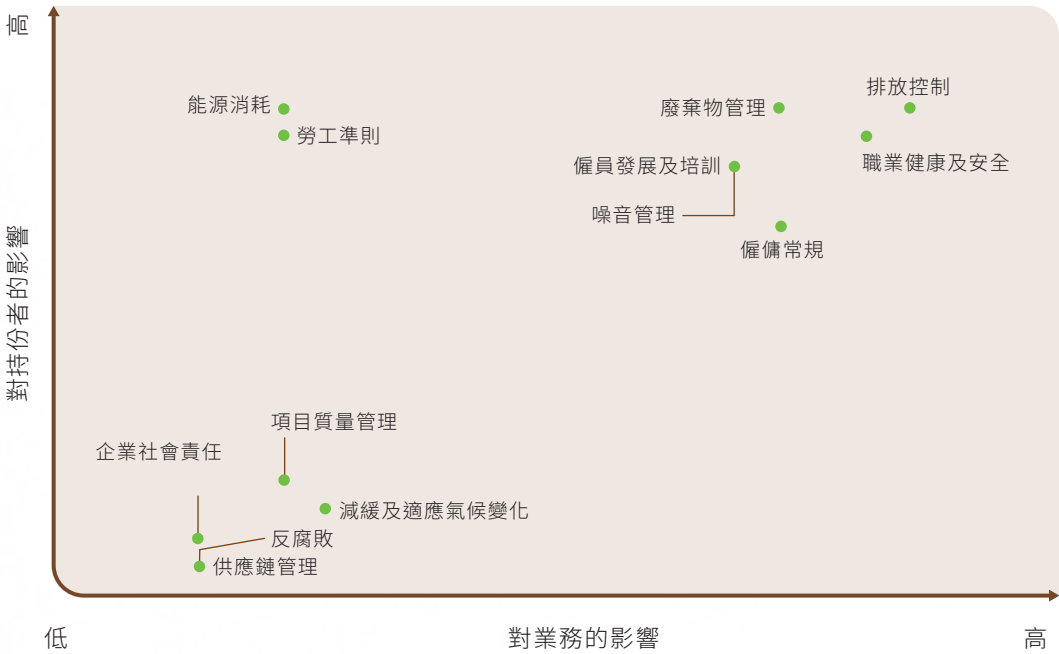 高
排放控制
能源消耗
廢棄物管理
勞工準則
職業健康及安全
僱員發展及培訓
噪音管理
僱傭常規
對持份者的影響
項目質量管理
企業社會責任
減緩及適應氣候變化
反腐敗
供應鏈管理
低
對業務的影響
高